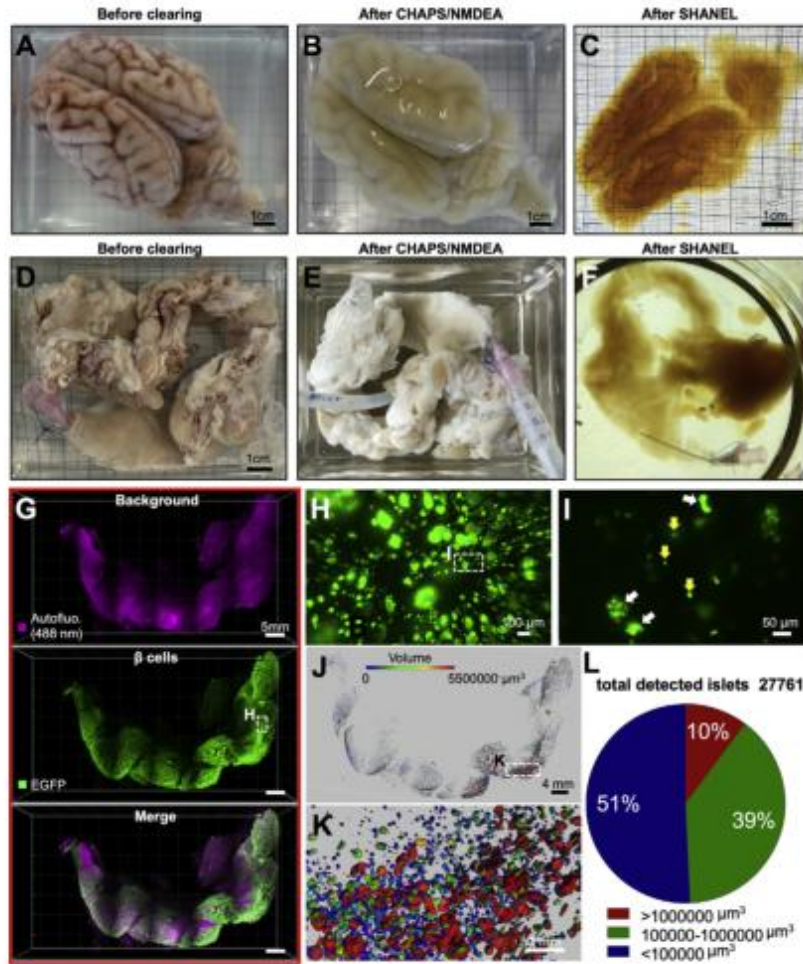 Before clearing
After CHAPS/NMDEA
After SHANEL
A
B
C
1cm
1cm
1cm
Before clearing
After CHAPS/NMDEA
After SHANEL
D
E
F
1cm
G
Background
Autofluo.
(488 nm)
5mm
β cells
H
EGFP
Merge
H
I
100 µm
I
50 µm
J
Volume
0
5500000 µm³
K
4 mm
K
L
total detected islets 27761
10%
51%
39%
>1000000 µm³
100000-1000000 µm³
<100000 µm³